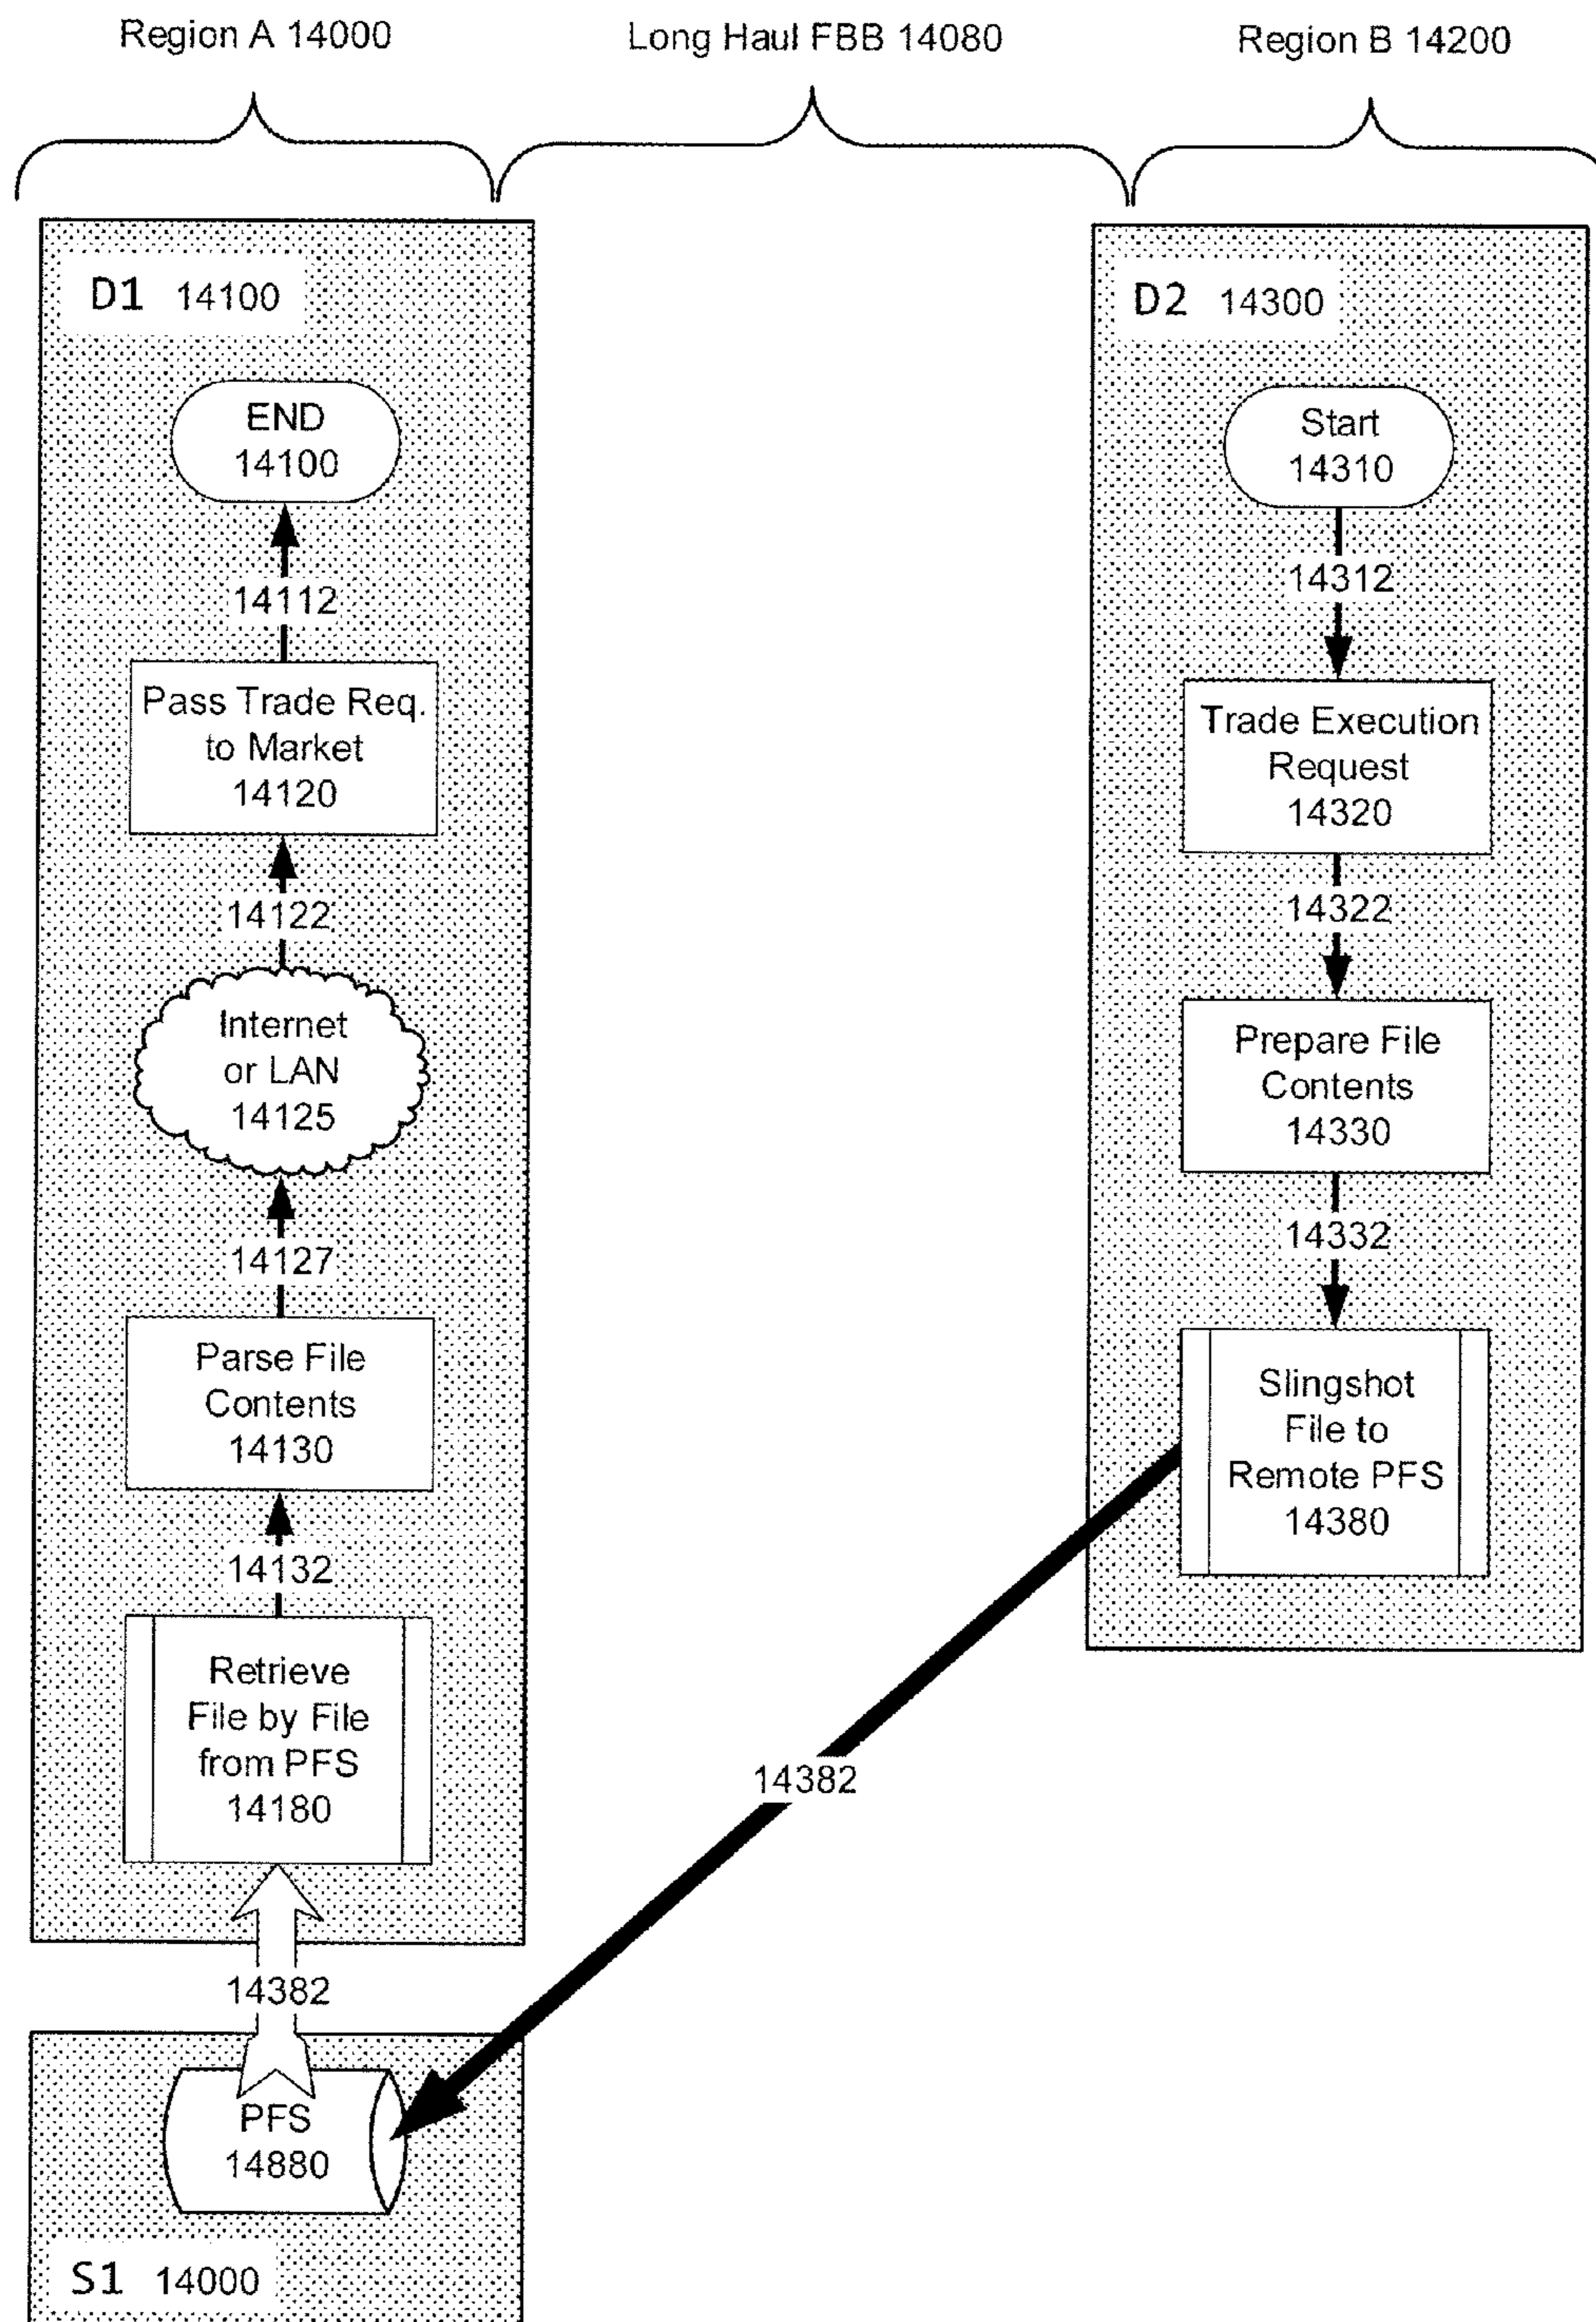 Region A 14000
Long Haul FBB 14080
Region B 14200
D1 14100
END
14100
14112
Pass Trade Req.
to Market
14120
14122
Internet
or LAN
14125
14127
Parse File
Contents
14130
14132
Retrieve
File by File
from PFS
14180
14382
PFS
14880
S1 14000
14382
D2 14300
Start
14310
14312
Trade Execution
Request
14320
14322
Prepare File
Contents
14330
14332
Slingshot
File to
Remote PFS
14380